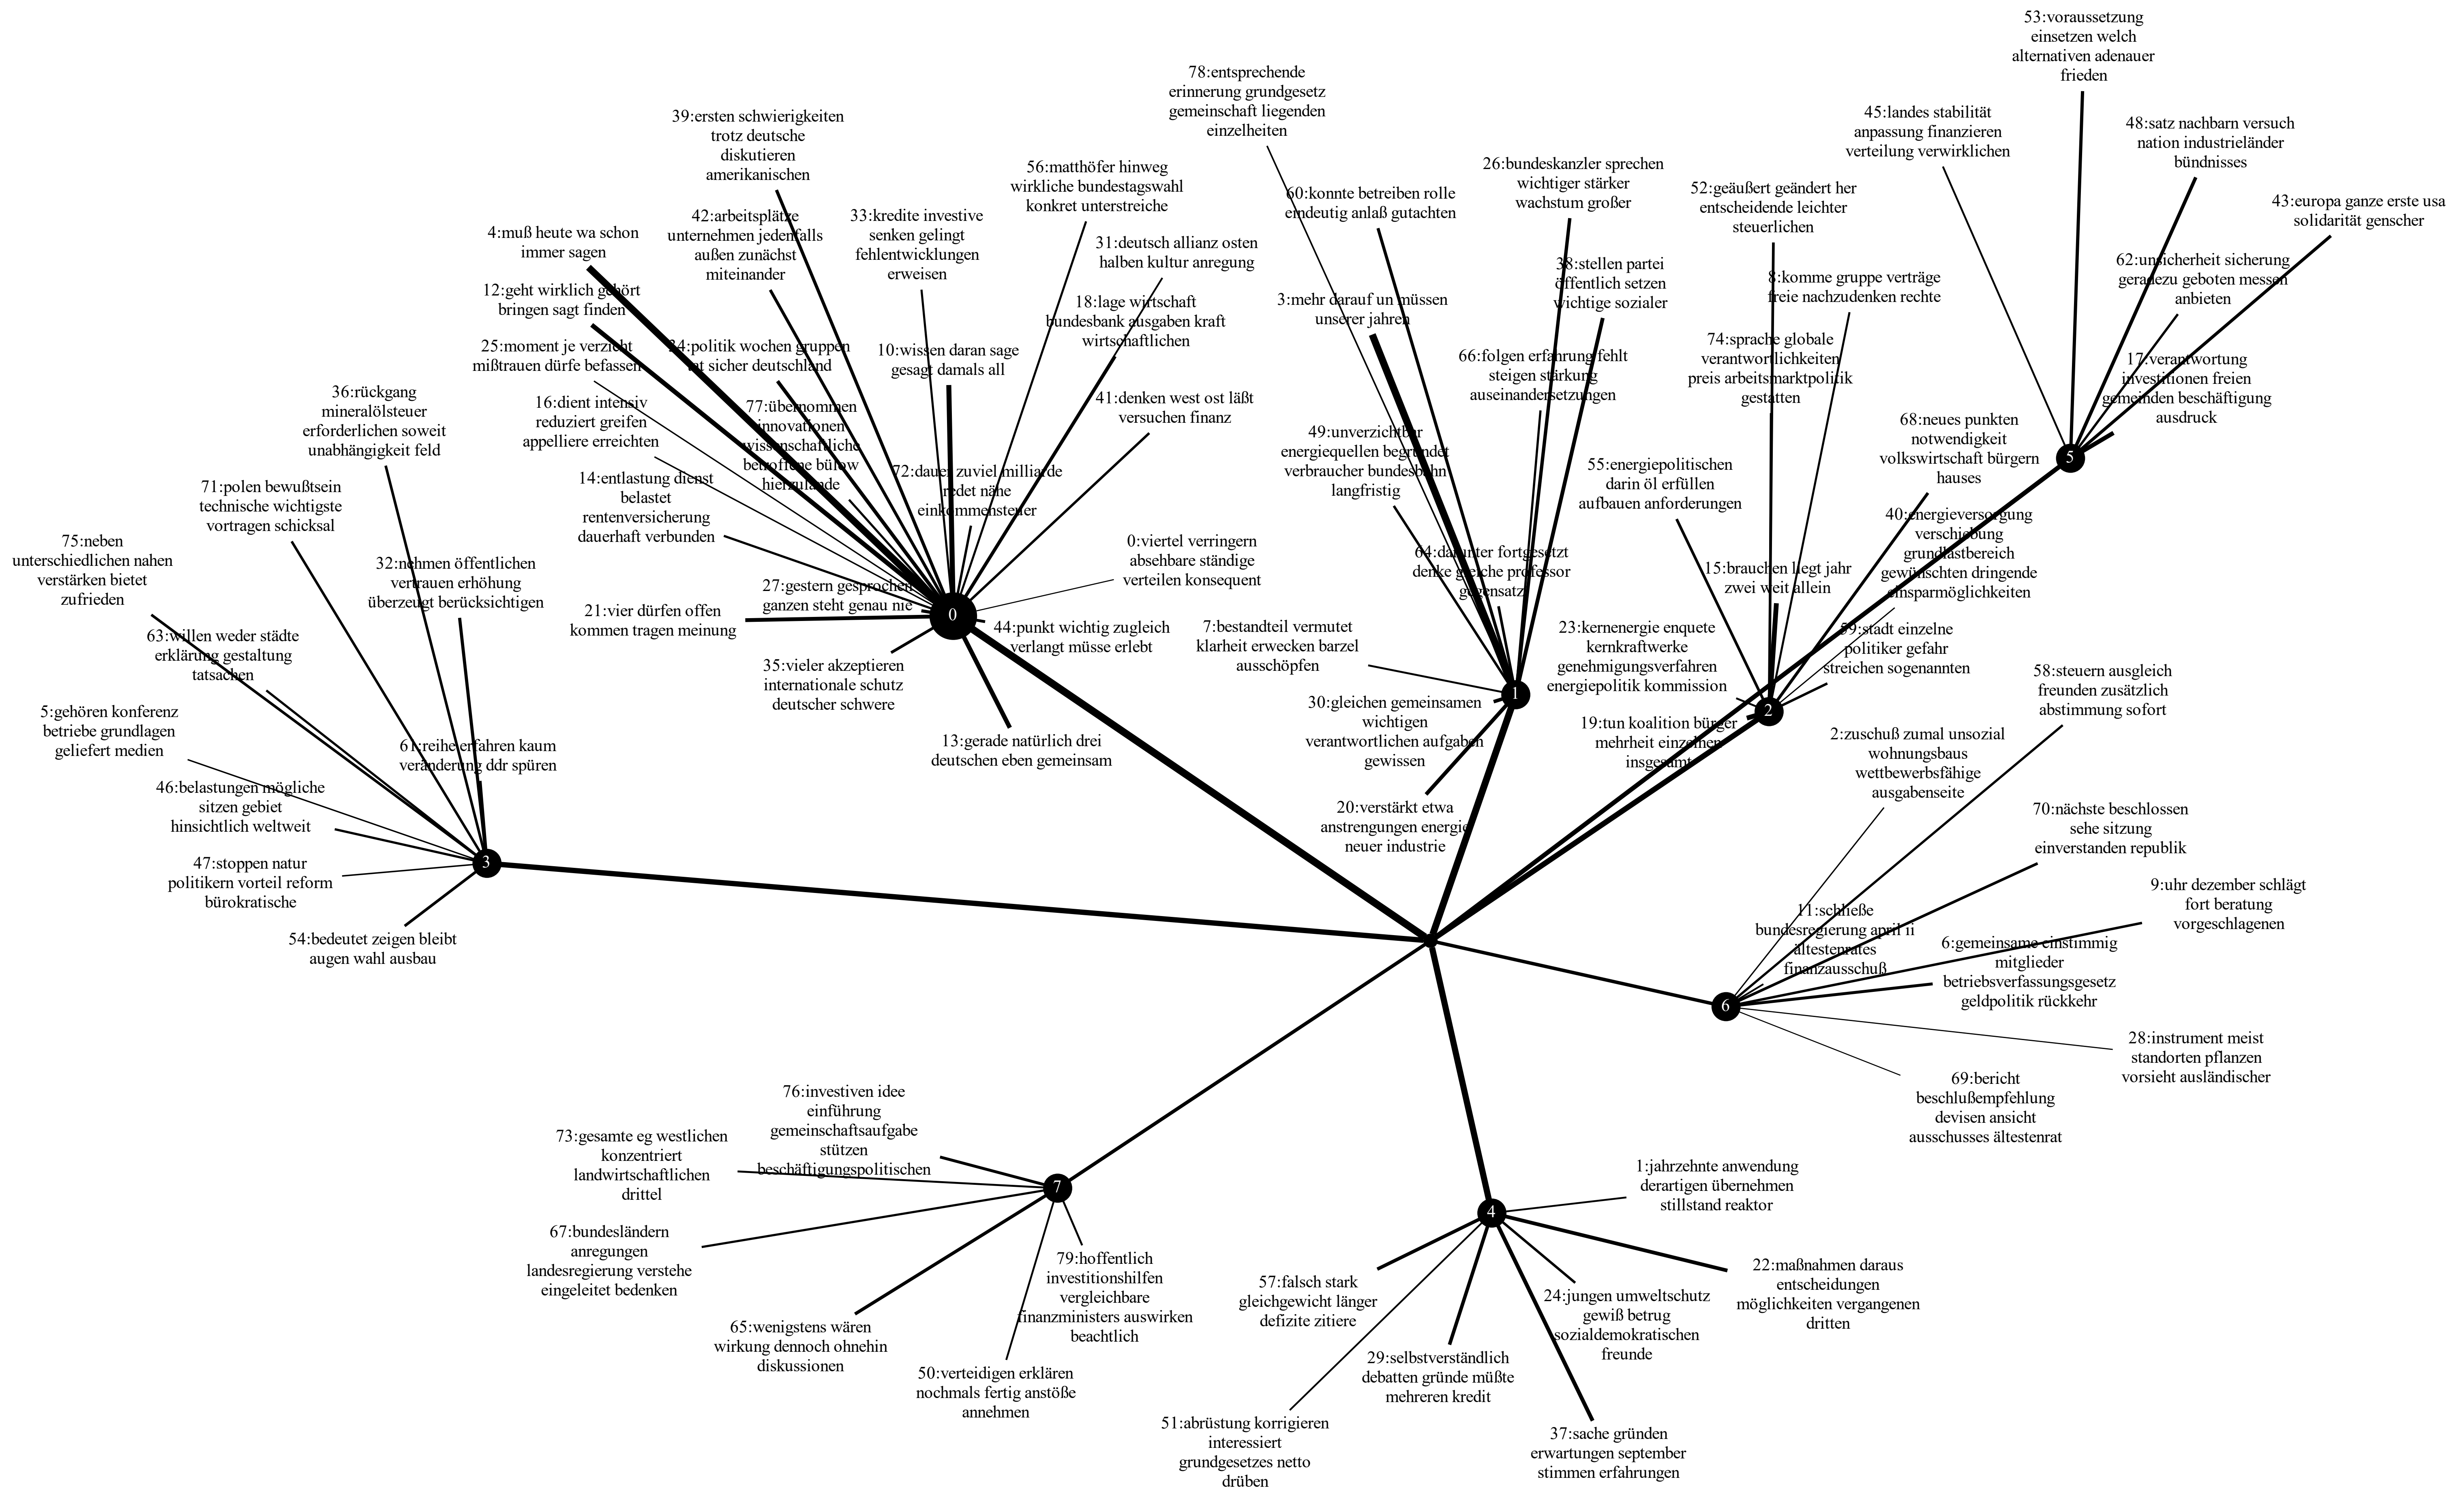 53:voraussetzung
einsetzen welch
alternativen adenauer
frieden
78:entsprechende
erinnerung grundgesetz
gemeinschaft liegenden
einzelheiten
39:ersten schwierigkeiten
trotz deutsche
diskutieren
amerikanischen
45:landes stabilität
anpassung finanzieren
verteilung verwirklichen
48:satz nachbarn versuch
nation industrieländer
bündnisses
56:matthöfer hinweg
wirkliche bundestagswahl
konkret unterstreiche
26:bundeskanzler sprechen
wichtiger stärker
wachstum großer
60:konnte betreiben rolle
eindeutig anlaß gutachten
52:geäußert geändert her
entscheidende leichter
steuerlichen
43:europa ganze erste usa
solidarität genscher
42:arbeitsplätze
unternehmen jedenfalls
außen zunächst
miteinander
33:kredite investive
senken gelingt
fehlentwicklungen
erweisen
4:muß heute wa schon
immer sagen
31:deutsch allianz osten
halben kultur anregung
38:stellen partei
öffentlich setzen
wichtige sozialer
8:komme gruppe verträge
freie nachzudenken rechte
62:unsicherheit sicherung
geradezu geboten messen
anbieten
12:geht wirklich gehört
bringen sagt finden
18:lage wirtschaft
bundesbank ausgaben kraft
wirtschaftlichen
3:mehr darauf un müssen
unserer jahren
25:moment je verzicht
mißtrauen dürfe befassen
34:politik wochen gruppen
tat sicher deutschland
10:wissen daran sage
gesagt damals all
66:folgen erfahrung fehlt
steigen stärkung
auseinandersetzungen
74:sprache globale
verantwortlichkeiten
preis arbeitsmarktpolitik
gestatten
17:verantwortung
investitionen freien
gemeinden beschäftigung
ausdruck
36:rückgang
mineralölsteuer
erforderlichen soweit
unabhängigkeit feld
16:dient intensiv
reduziert greifen
appelliere erreichten
77:übernommen
innovationen
wissenschaftliche
betroffene bülow
hierzulande
41:denken west ost läßt
versuchen finanz
49:unverzichtbar
energiequellen begründet
verbraucher bundesbahn
langfristig
68:neues punkten
notwendigkeit
volkswirtschaft bürgern
hauses
71:polen bewußtsein
technische wichtigste
vortragen schicksal
14:entlastung dienst
belastet
rentenversicherung
dauerhaft verbunden
72:dauer zuviel milliarde
redet nähe
einkommensteuer
55:energiepolitischen
darin öl erfüllen
aufbauen anforderungen
40:energieversorgung
verschiebung
grundlastbereich
gewünschten dringende
einsparmöglichkeiten
75:neben
unterschiedlichen nahen
verstärken bietet
zufrieden
32:nehmen öffentlichen
vertrauen erhöhung
überzeugt berücksichtigen
0:viertel verringern
absehbare ständige
verteilen konsequent
64:darunter fortgesetzt
denke gleiche professor
gegensatz
15:brauchen liegt jahr
zwei weit allein
27:gestern gesprochen
ganzen steht genau nie
21:vier dürfen offen
kommen tragen meinung
44:punkt wichtig zugleich
verlangt müsse erlebt
7:bestandteil vermutet
klarheit erwecken barzel
ausschöpfen
23:kernenergie enquete
kernkraftwerke
genehmigungsverfahren
energiepolitik kommission
59:stadt einzelne
politiker gefahr
streichen sogenannten
63:willen weder städte
erklärung gestaltung
tatsachen
35:vieler akzeptieren
internationale schutz
deutscher schwere
58:steuern ausgleich
freunden zusätzlich
abstimmung sofort
30:gleichen gemeinsamen
wichtigen
verantwortlichen aufgaben
gewissen
19:tun koalition bürger
mehrheit einzelnen
insgesamt
5:gehören konferenz
betriebe grundlagen
geliefert medien
61:reihe erfahren kaum
veränderung ddr spüren
13:gerade natürlich drei
deutschen eben gemeinsam
2:zuschuß zumal unsozial
wohnungsbaus
wettbewerbsfähige
ausgabenseite
46:belastungen mögliche
sitzen gebiet
hinsichtlich weltweit
20:verstärkt etwa
anstrengungen energie
neuer industrie
70:nächste beschlossen
sehe sitzung
einverstanden republik
47:stoppen natur
politikern vorteil reform
bürokratische
9:uhr dezember schlägt
fort beratung
vorgeschlagenen
11:schließe
bundesregierung april ii
ältestenrates
finanzausschuß
54:bedeutet zeigen bleibt
augen wahl ausbau
6:gemeinsame einstimmig
mitglieder
betriebsverfassungsgesetz
geldpolitik rückkehr
28:instrument meist
standorten pflanzen
vorsieht ausländischer
69:bericht
beschlußempfehlung
devisen ansicht
ausschusses ältestenrat
76:investiven idee
einführung
gemeinschaftsaufgabe
stützen
beschäftigungspolitischen
73:gesamte eg westlichen
konzentriert
landwirtschaftlichen
drittel
1:jahrzehnte anwendung
derartigen übernehmen
stillstand reaktor
67:bundesländern
anregungen
landesregierung verstehe
eingeleitet bedenken
79:hoffentlich
investitionshilfen
vergleichbare
finanzministers auswirken
beachtlich
57:falsch stark
gleichgewicht länger
defizite zitiere
24:jungen umweltschutz
gewiß betrug
sozialdemokratischen
freunde
22:maßnahmen daraus
entscheidungen
möglichkeiten vergangenen
dritten
65:wenigstens wären
wirkung dennoch ohnehin
diskussionen
50:verteidigen erklären
nochmals fertig anstöße
annehmen
29:selbstverständlich
debatten gründe müßte
mehreren kredit
51:abrüstung korrigieren
interessiert
grundgesetzes netto
drüben
37:sache gründen
erwartungen september
stimmen erfahrungen
5
0
1
2
3
6
7
4